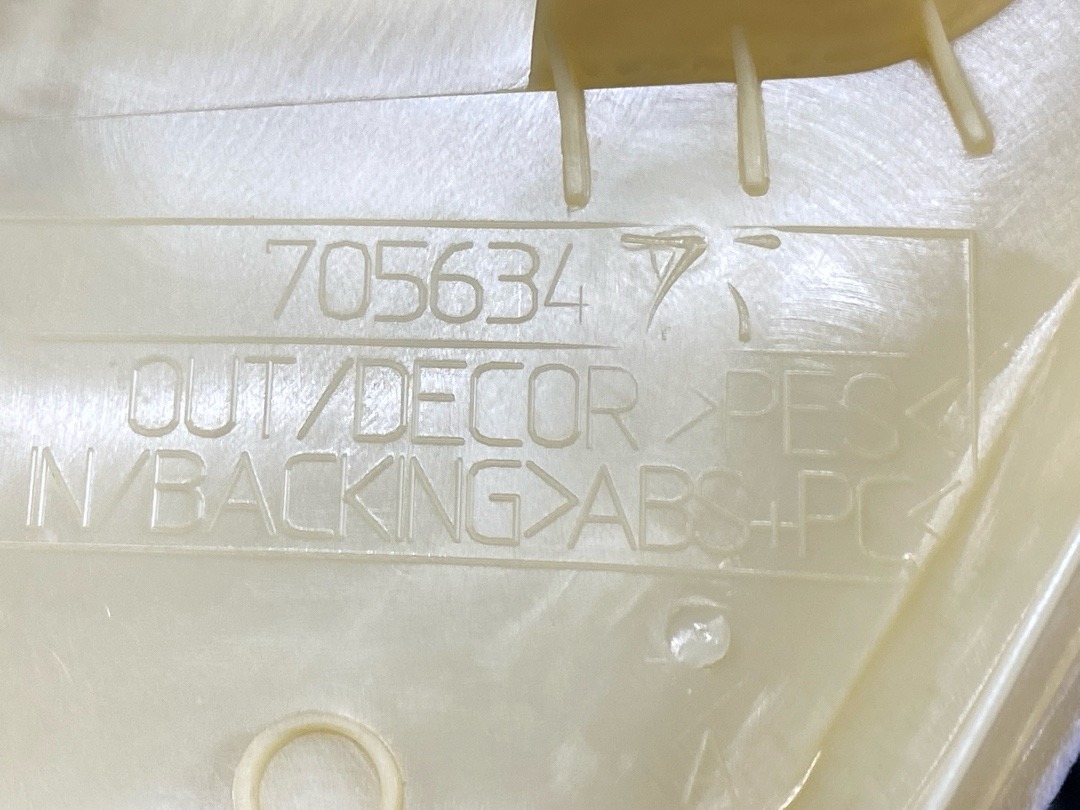 705634
OUT/DECOR >PES<
IN/BACKING>ABS+PC<